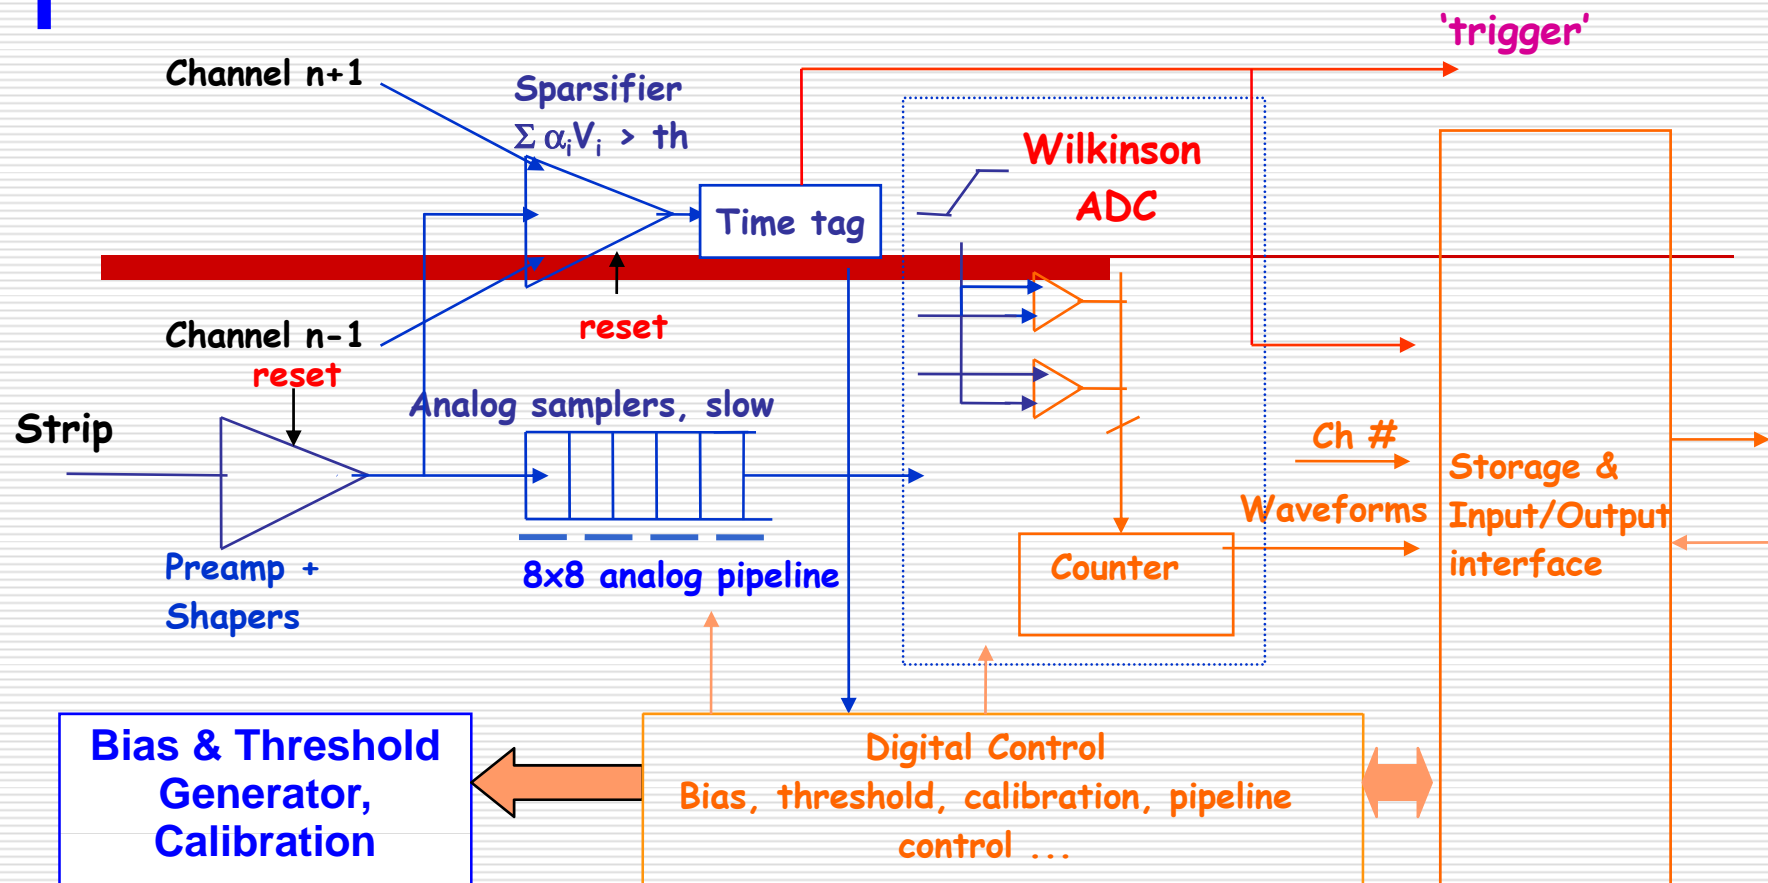 'trigger'
Channel n+1
Sparsifier
Σ αᵢVᵢ > th
Wilkinson
ADC
Time tag
Channel n-1
reset
reset
Analog samplers, slow
Strip
Ch #
Storage &
Waveforms
Input/Output
interface
Counter
Preamp +
Shapers
8x8 analog pipeline
Bias & Threshold
Generator,
Calibration
Digital Control
Bias, threshold, calibration, pipeline
control ...